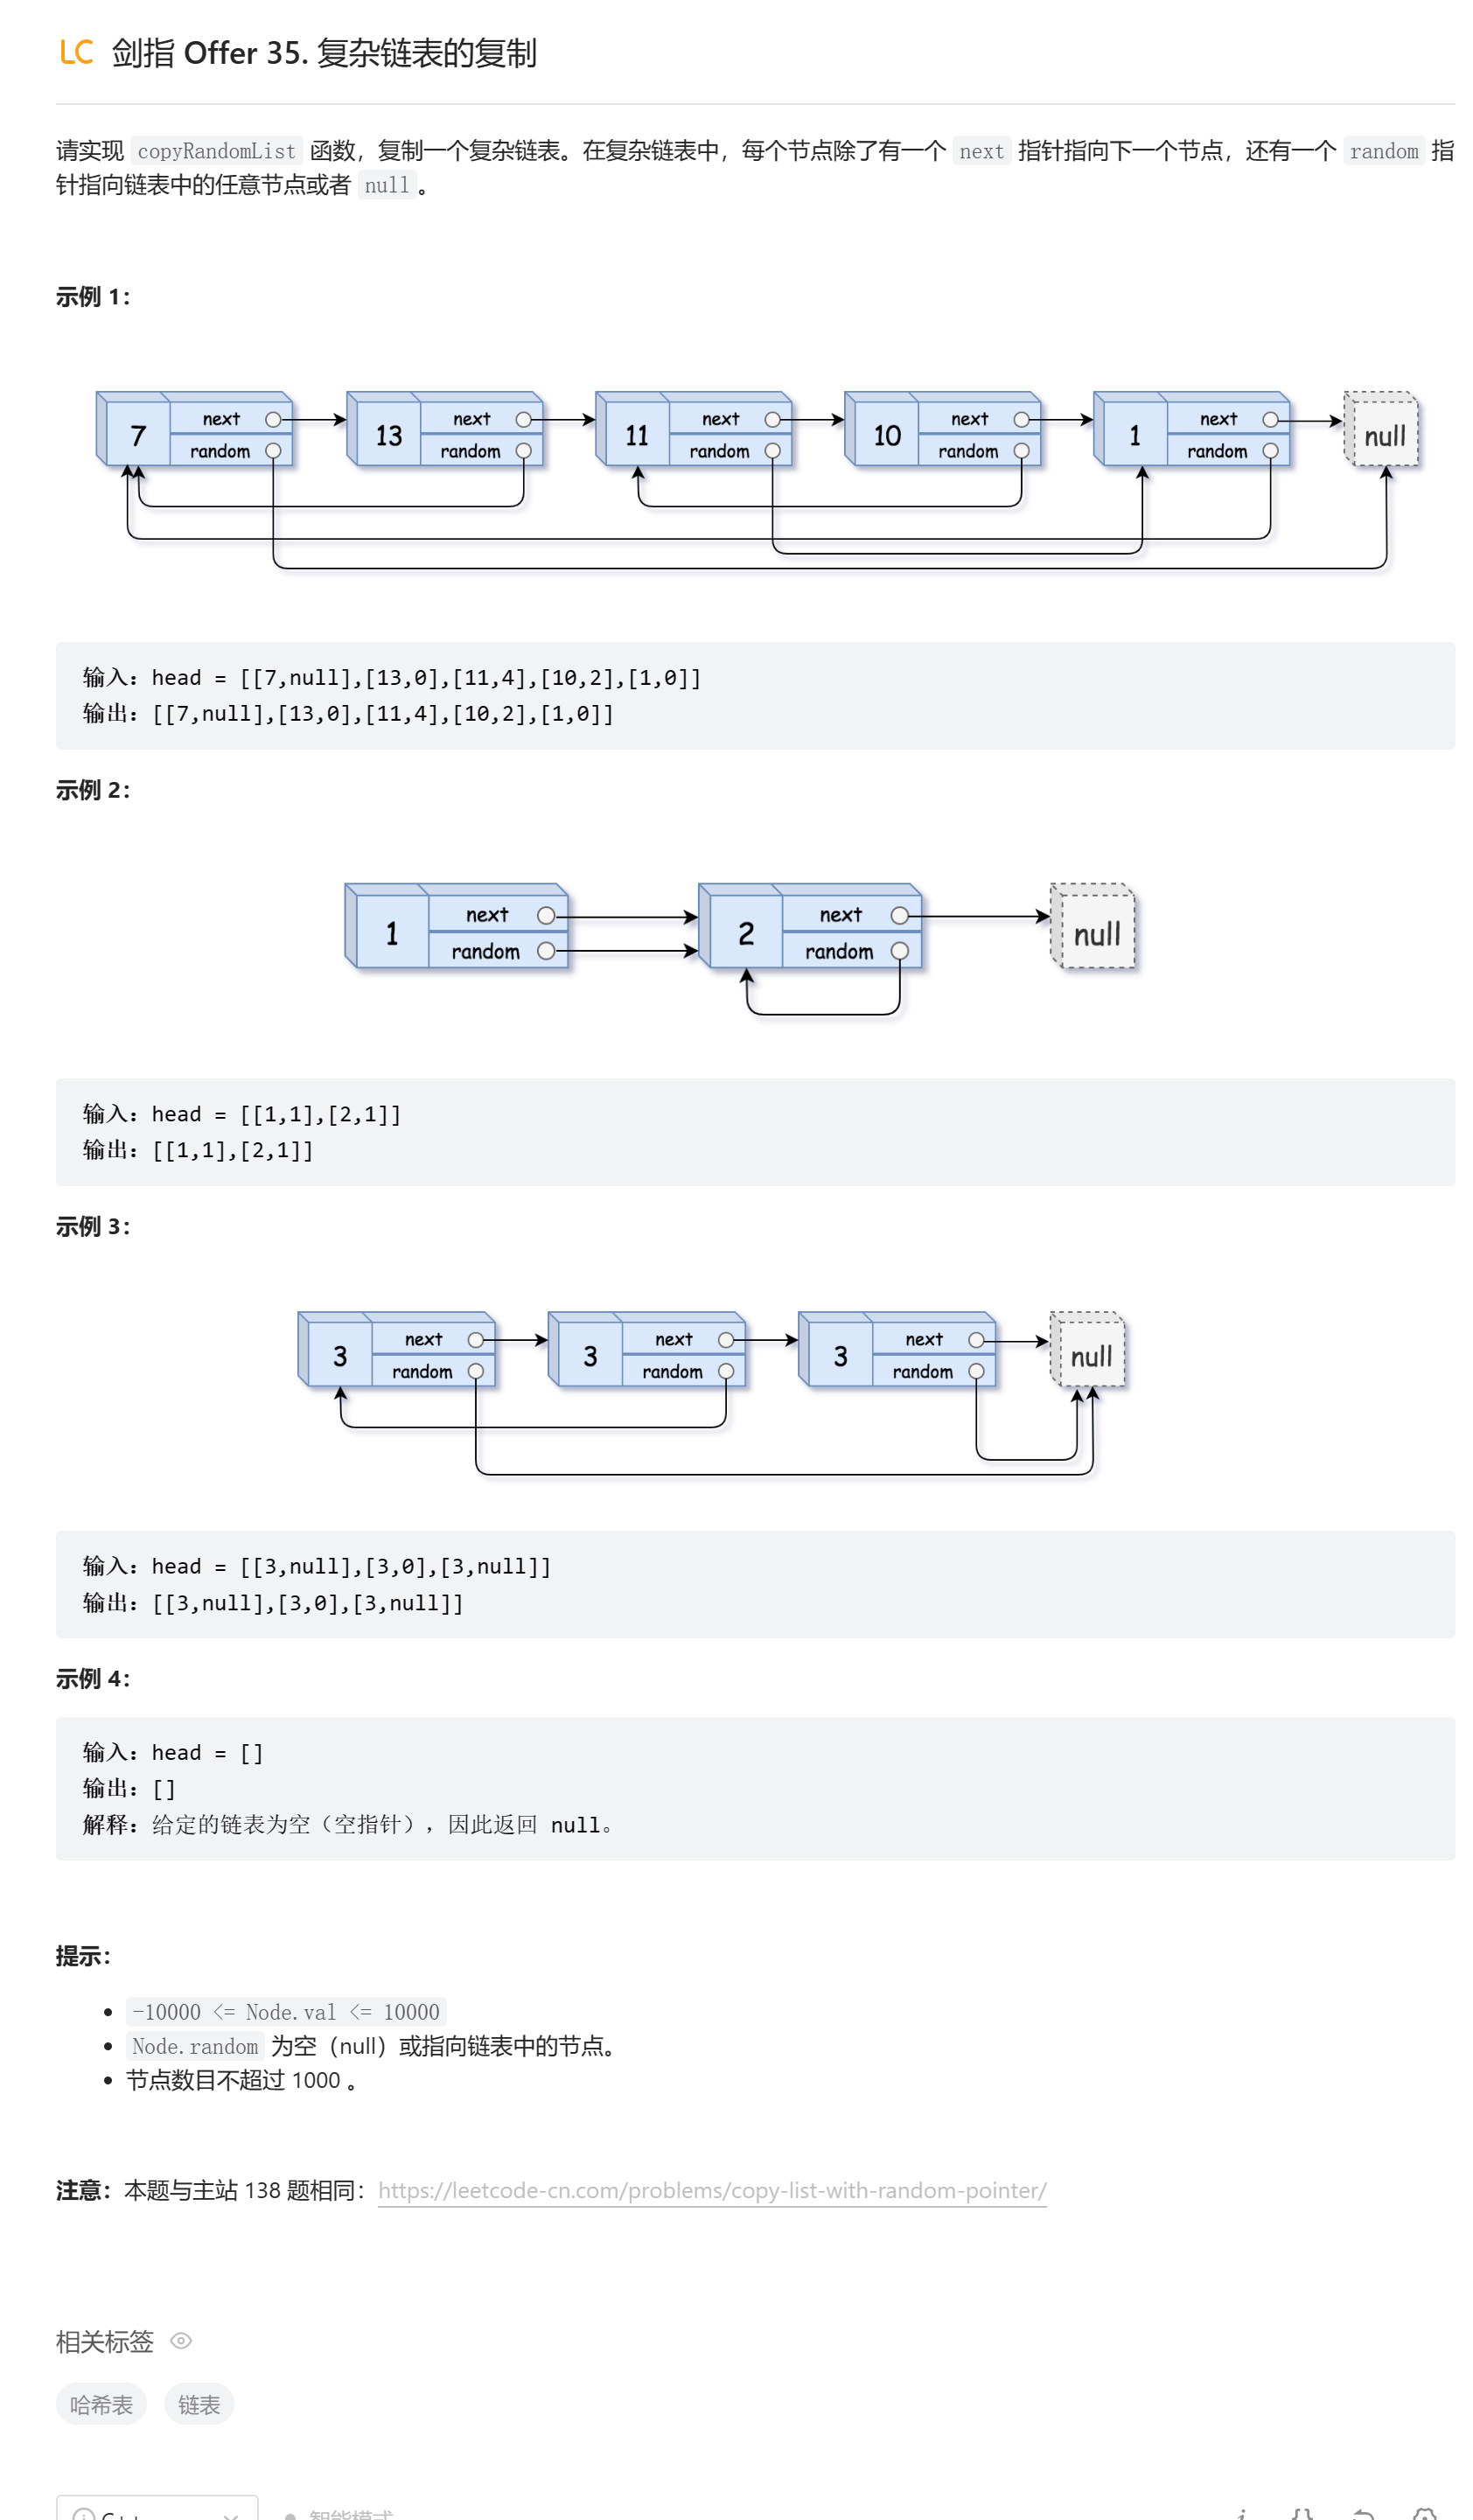 LC 剑指 Offer 35. 复杂链表的复制
请实现 copyRandomList 函数，复制一个复杂链表。在复杂链表中，每个节点除了有一个 next 指针指向下一个节点，还有一个 random 指
针指向链表中的任意节点或者 null。
示例 1：
7 next random 13 next random 11 next random 10 next random 1 next random null
输入：head = [[7,null],[13,0],[11,4],[10,2],[1,0]]
输出：[[7,null],[13,0],[11,4],[10,2],[1,0]]
示例 2：
1 next random 2 next random null
输入：head = [[1,1],[2,1]]
输出：[[1,1],[2,1]]
示例 3：
3 next random 3 next random 3 next random null
输入：head = [[3,null],[3,0],[3,null]]
输出：[[3,null],[3,0],[3,null]]
示例 4：
输入：head = []
输出：[]
解释：给定的链表为空（空指针），因此返回 null。
提示：
-10000 <= Node.val <= 10000
Node.random 为空（null）或指向链表中的节点。
节点数目不超过 1000 。
注意：本题与主站 138 题相同：https://leetcode-cn.com/problems/copy-list-with-random-pointer/
相关标签
哈希表 链表
C++ 智能模式